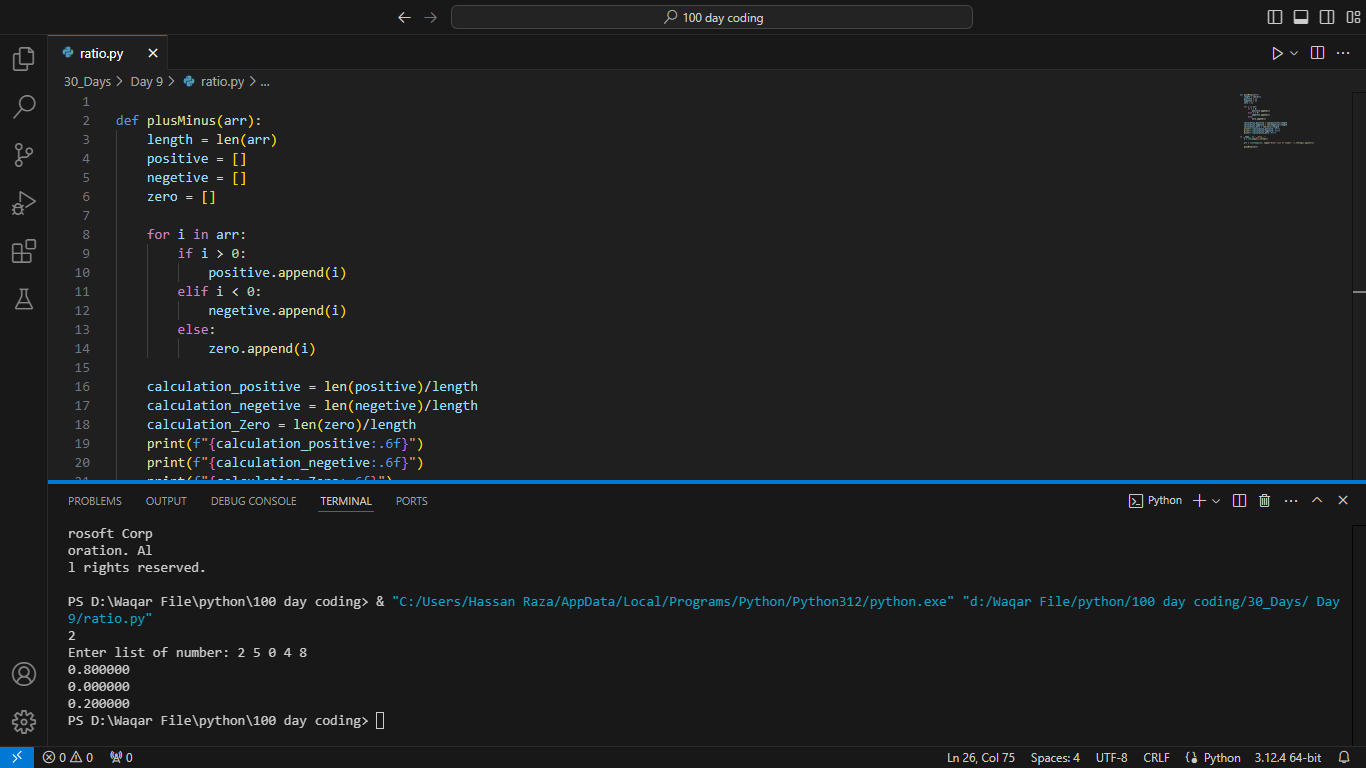 100 day coding
ratio.py
30_Days > Day 9 > ratio.py > ...
1
2 def plusMinus(arr):
3     length = len(arr)
4     positive = []
5     negetive = []
6     zero = []
7
8     for i in arr:
9         if i > 0:
10             positive.append(i)
11         elif i < 0:
12             negetive.append(i)
13         else:
14             zero.append(i)
15
16     calculation_positive = len(positive)/length
17     calculation_negetive = len(negetive)/length
18     calculation_Zero = len(zero)/length
19     print(f"{calculation_positive:.6f}")
20     print(f"{calculation_negetive:.6f}")
21     print(f"{calculation_Zero:.6f}")
PROBLEMS OUTPUT DEBUG CONSOLE TERMINAL PORTS
Python
rosoft Corp
oration. Al
l rights reserved.
PS D:\Waqar File\python\100 day coding> & "C:/Users/Hassan Raza/AppData/Local/Programs/Python/Python312/python.exe" "d:/Waqar File/python/100 day coding/30_Days/ Day
9/ratio.py"
2
Enter list of number: 2 5 0 4 8
0.800000
0.000000
0.200000
PS D:\Waqar File\python\100 day coding>
0 0 0 Ln 26, Col 75 Spaces: 4 UTF-8 CRLF Python 3.12.4 64-bit